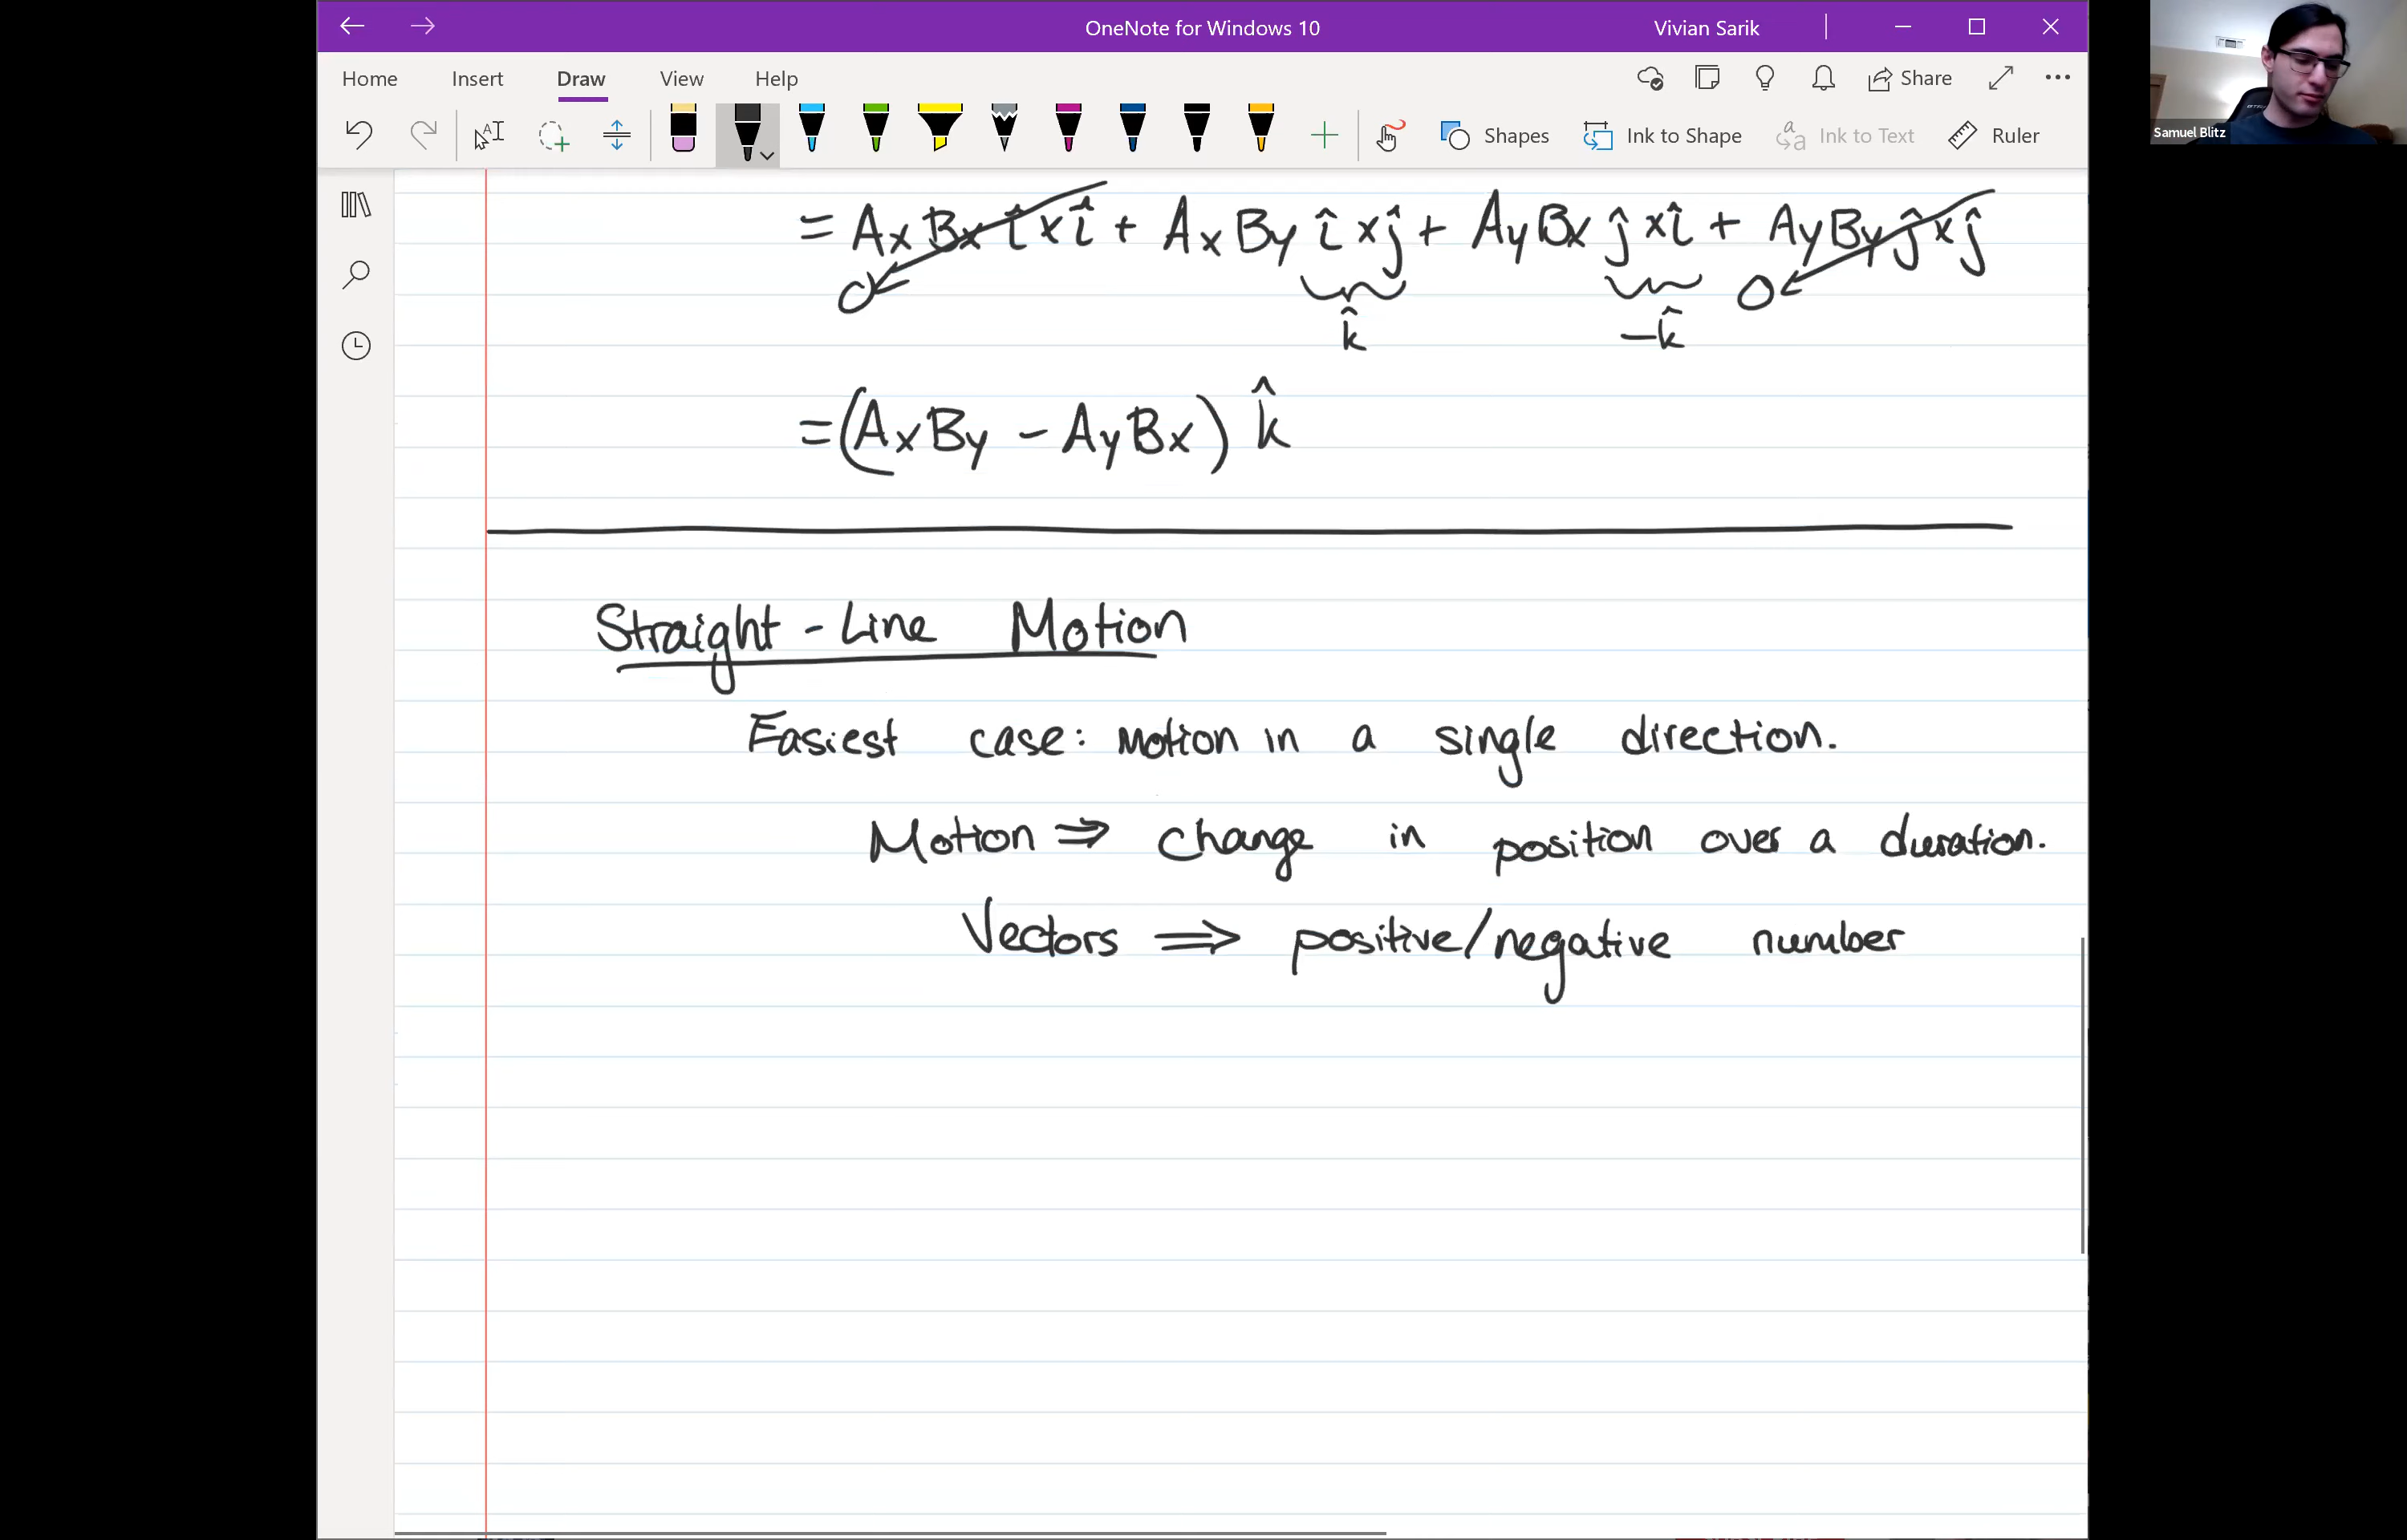 OneNote for Windows 10
Vivian Sarik
Home Insert Draw View Help
Share
Shapes Ink to Shape Ink to Text Ruler
Samuel Blitz
= AxBx î x î + AxBy î x ĵ + AyBx ĵ x î + AyBy ĵ x ĵ
0 k̂ -k̂ 0
= (AxBy - AyBx) k̂
Straight - Line Motion
Easiest case: motion in a single direction.
Motion ⇒ change in position over a duration.
Vectors ⇒ positive/negative number